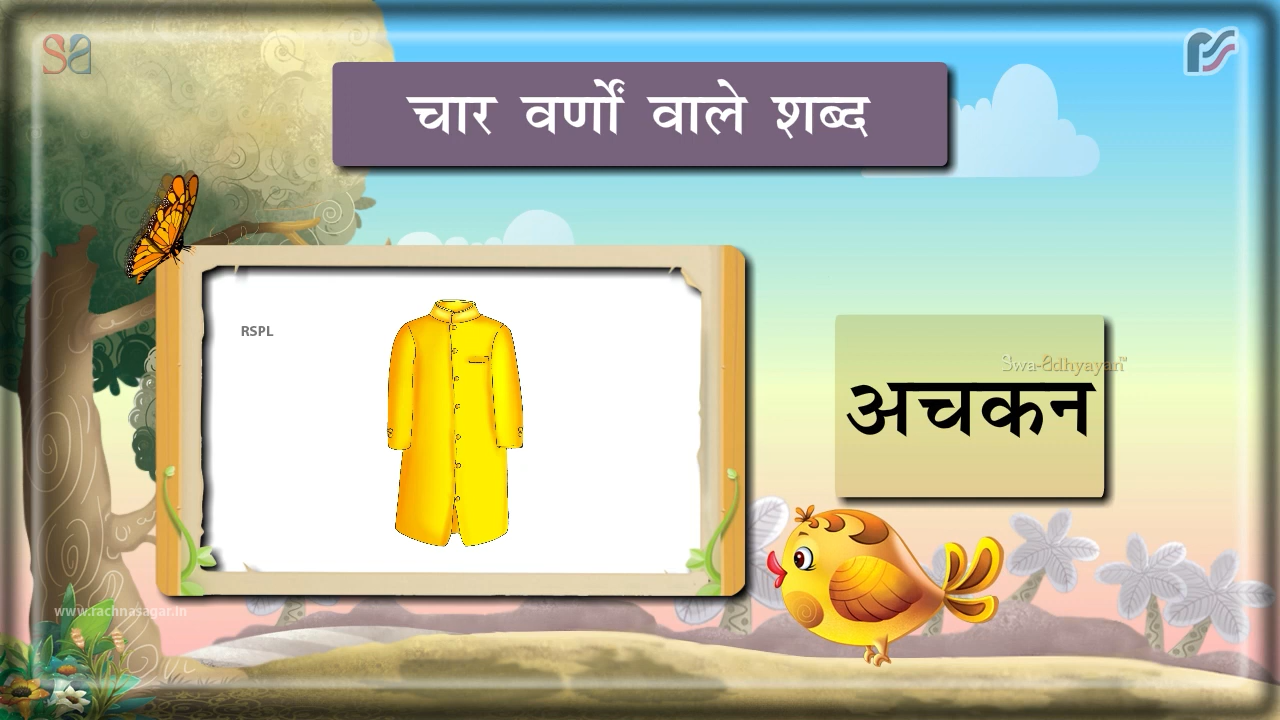 चार वर्णों वाले शब्द
RSPL
Swa-adhyayan™
अचकन
www.rachnasagar.in